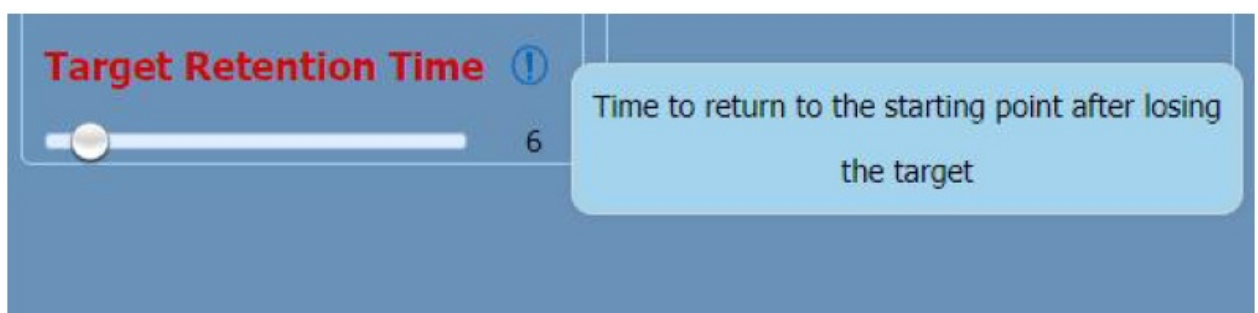 Target Retention Time
6
Time to return to the starting point after losing
the target